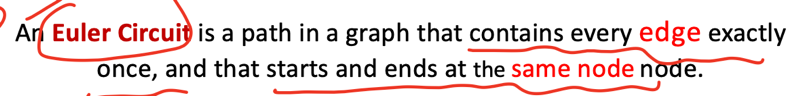 An Euler Circuit is a path in a graph that contains every edge exactly
once, and that starts and ends at the same node node.